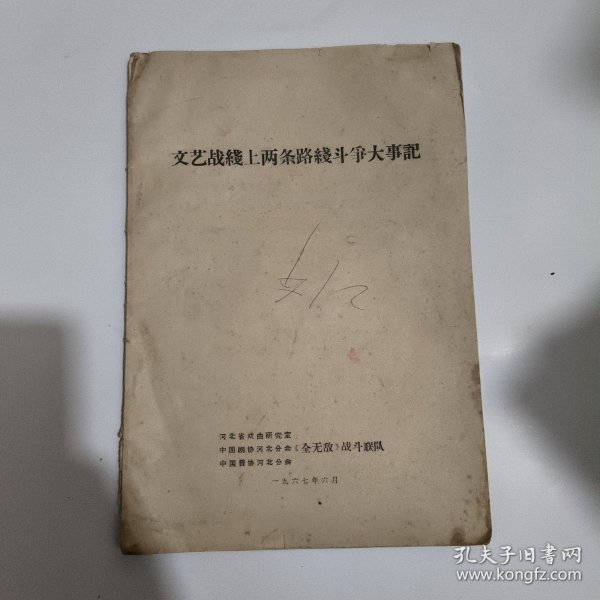 文艺战綫上两条路綫斗争大事記
河北省戏曲研究室
中国剧协河北分会《全无敌》战斗联队
中国音协河北分会
一九六七年六月
孔夫子旧書网
www.kongfz.com